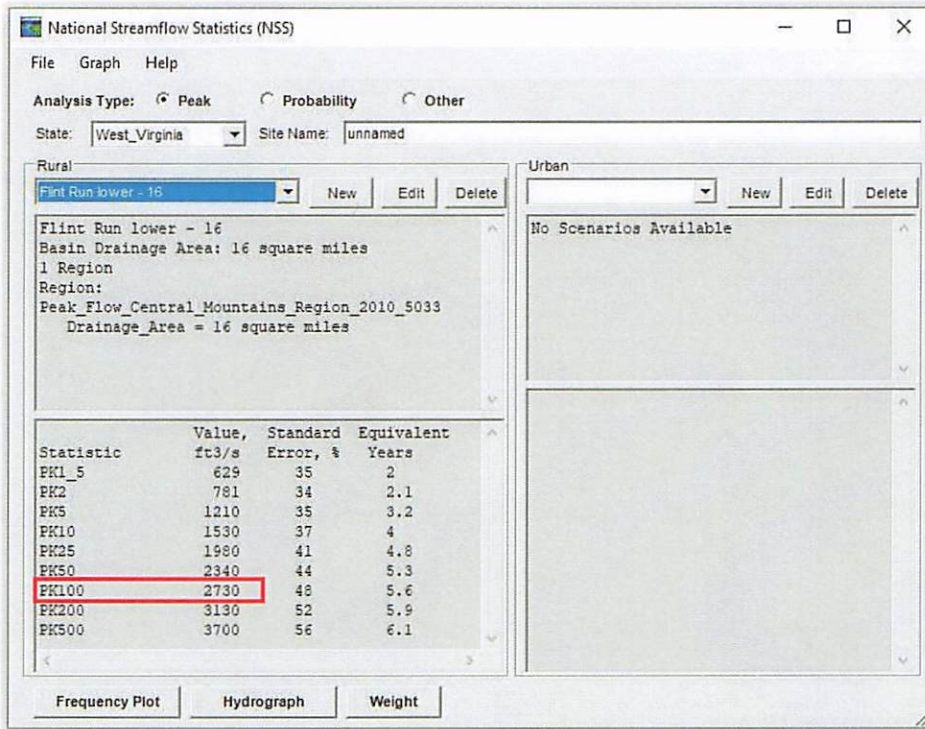 National Streamflow Statistics (NSS)
File Graph Help
Analysis Type: Peak Probability Other
State: West_Virginia Site Name: unnamed
Rural
Flint Run lower - 16 New Edit Delete
Flint Run lower - 16
Basin Drainage Area: 16 square miles
1 Region
Region:
Peak_Flow_Central_Mountains_Region_2010_5033
Drainage_Area = 16 square miles
Value, Standard Equivalent
Statistic ft3/s Error, % Years
PK1_5 629 35 2
PK2 781 34 2.1
PK5 1210 35 3.2
PK10 1530 37 4
PK25 1980 41 4.8
PK50 2340 44 5.3
PK100 2730 48 5.6
PK200 3130 52 5.9
PK500 3700 56 6.1
Urban
New Edit Delete
No Scenarios Available
Frequency Plot Hydrograph Weight